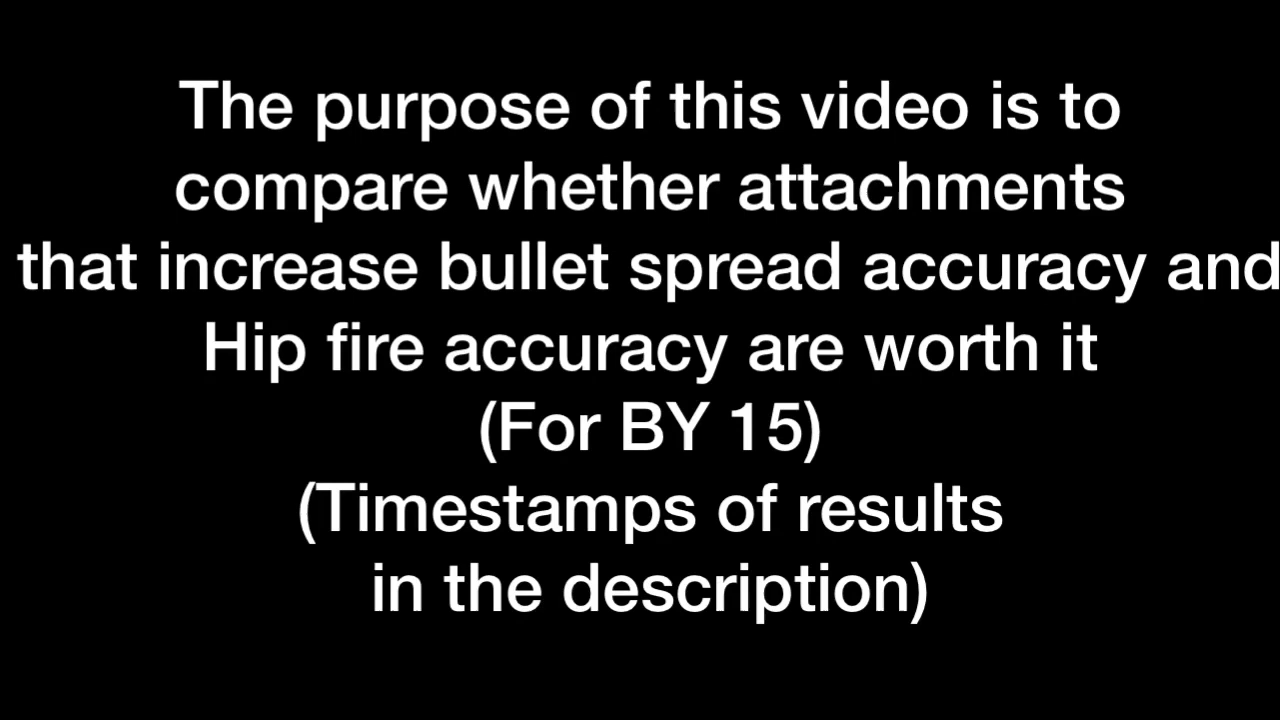 The purpose of this video is to
compare whether attachments
that increase bullet spread accuracy and
Hip fire accuracy are worth it
(For BY 15)
(Timestamps of results
in the description)